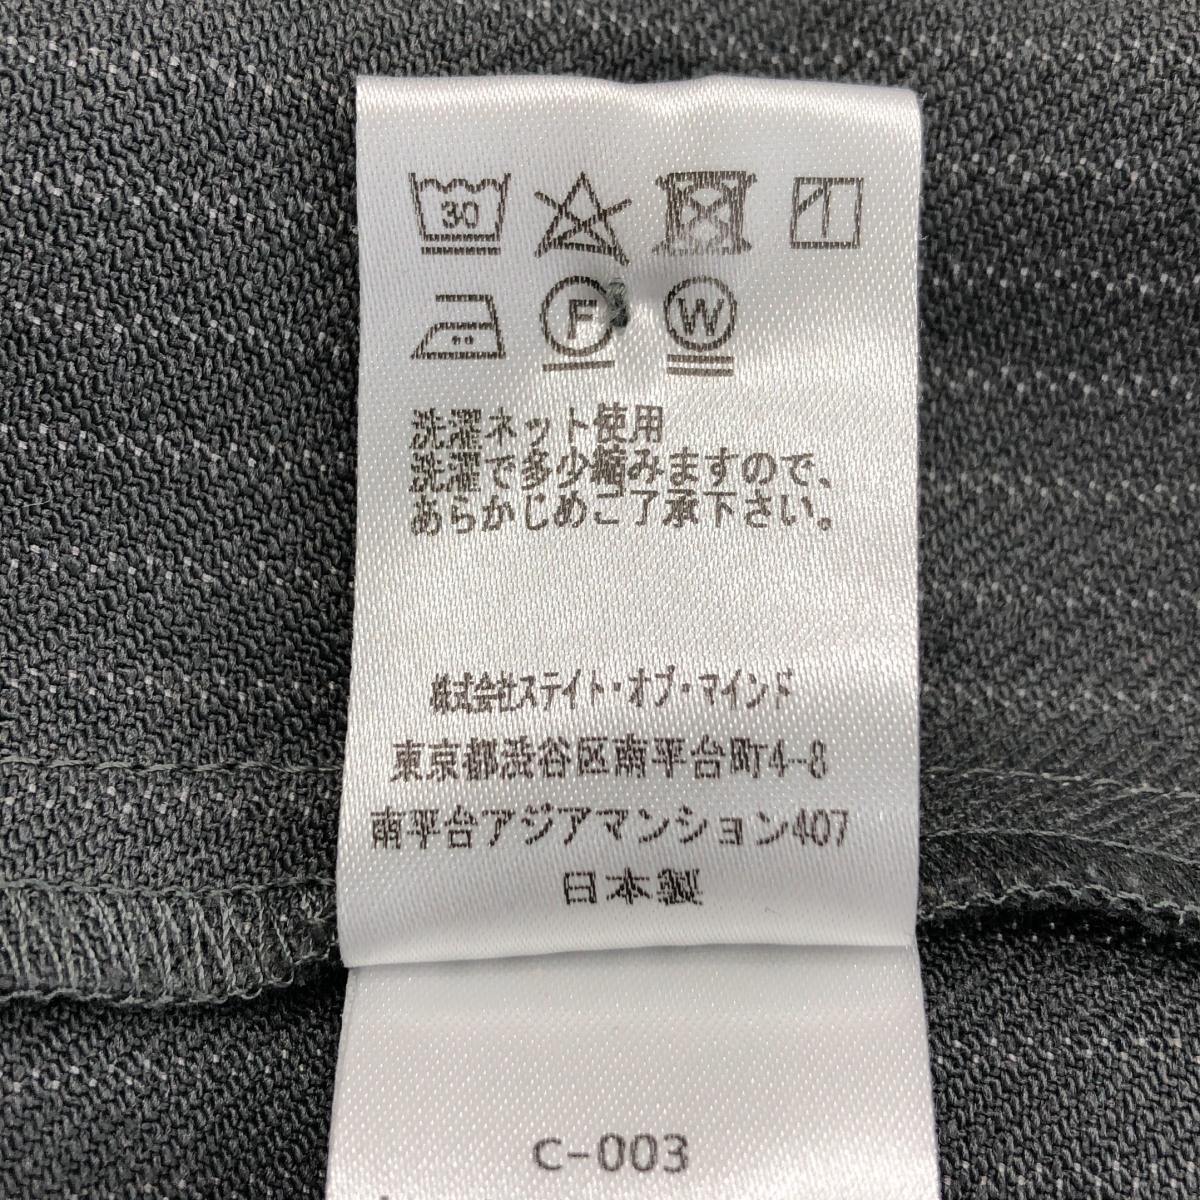 30
F W
洗濯ネット使用
洗濯で多少縮みますので、
あらかじめご了承下さい。
株式会社ステイト・オブ・マインド
東京都渋谷区南平台町4-8
南平台アジアマンション407
日本製
C-003